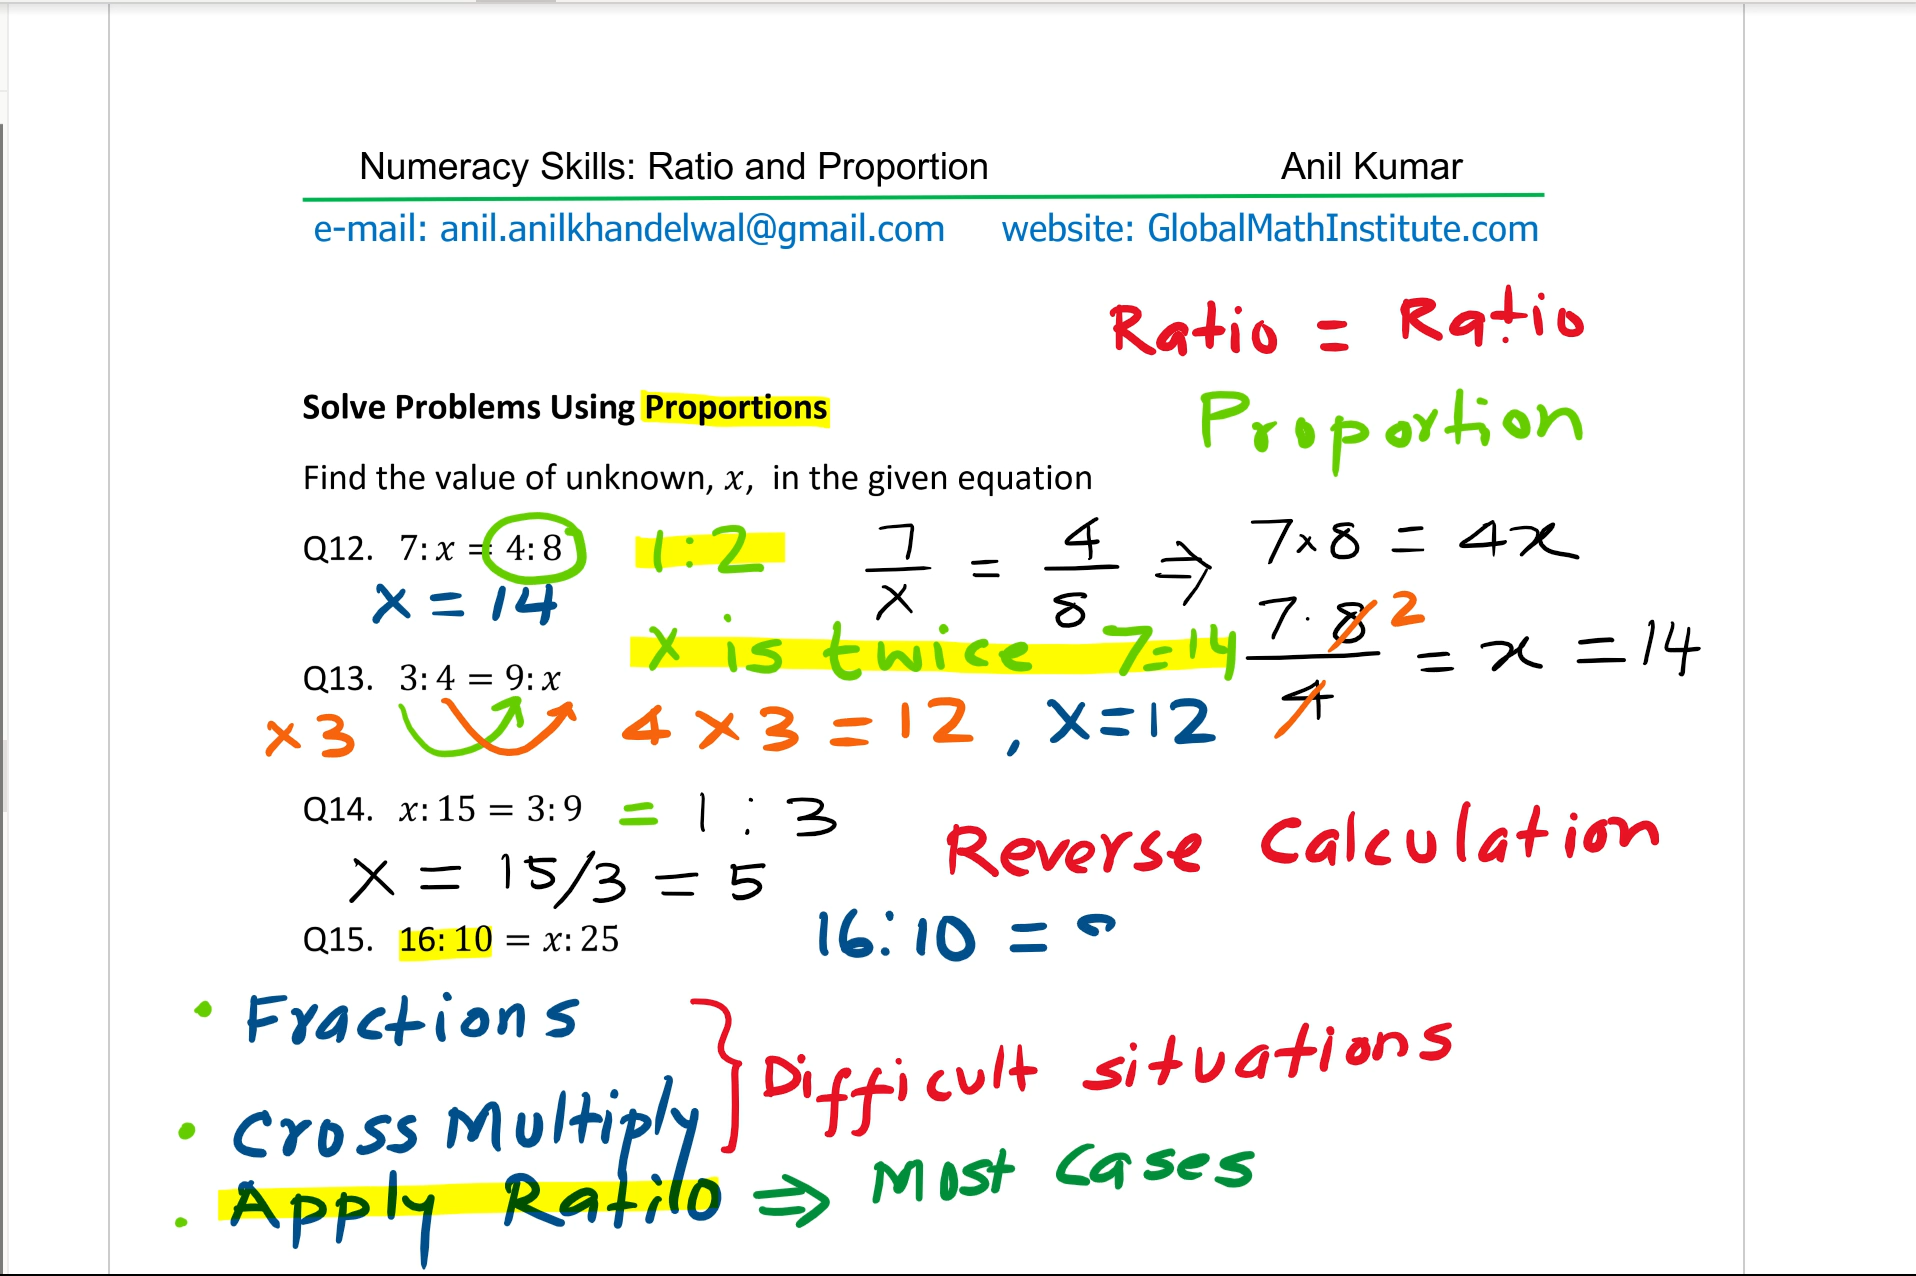 Numeracy Skills: Ratio and Proportion Anil Kumar
e-mail: anil.anilkhandelwal@gmail.com website: GlobalMathInstitute.com
Ratio = Ratio
Solve Problems Using Proportions
Proportion
Find the value of unknown, x, in the given equation
Q12. 7: x = 4: 8 1:2 7/x = 4/8 ⇒ 7×8 = 4x
x = 14
x is twice 7=14 7·8/4 2 = x = 14
Q13. 3: 4 = 9: x
×3 4 × 3 = 12, x=12
Q14. x: 15 = 3: 9 = 1 : 3
Reverse Calculation
x = 15/3 = 5
Q15. 16: 10 = x: 25 16:10 =
• Fractions
Difficult situations
• Cross Multiply
• Apply Ratilo ⇒ Most Cases